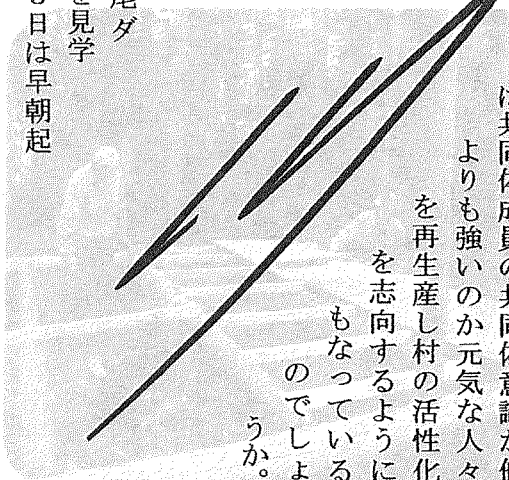 は共同体成員の共同体意識が他
よりも強いのか元気な人々
を再生産し村の活性化
を志向するように
もなっている
のでしょ
うか。
尾ダ
を見学
日は早朝起